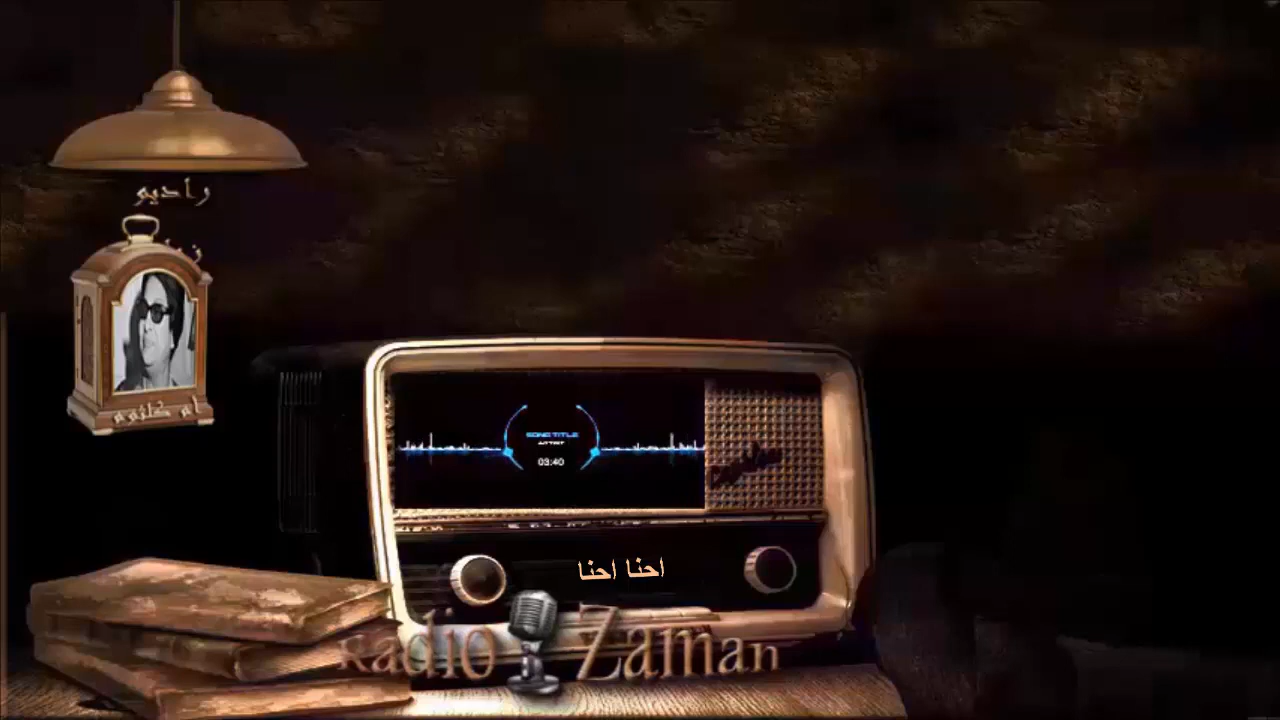 راديو
أم كلثوم
SONG TITLE
ARTIST
03:40
احنا احنا
Radio Zaman